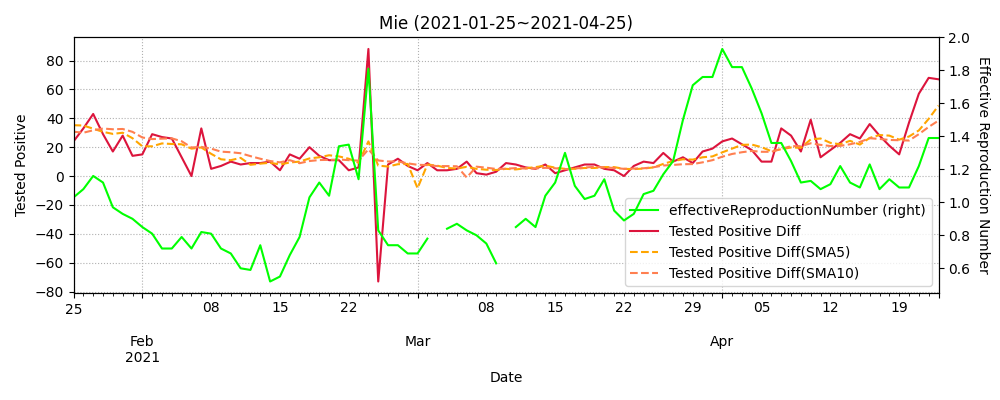 Mie (2021-01-25~2021-04-25)
80
60
40
20
0
−20
−40
−60
−80
Tested Positive
2.0
1.8
1.6
1.4
1.2
1.0
0.8
0.6
Effective Reproduction Number
effectiveReproductionNumber (right)
Tested Positive Diff
Tested Positive Diff(SMA5)
Tested Positive Diff(SMA10)
25 08 15 22 08 15 22 29 05 12 19
Feb Mar Apr
2021
Date